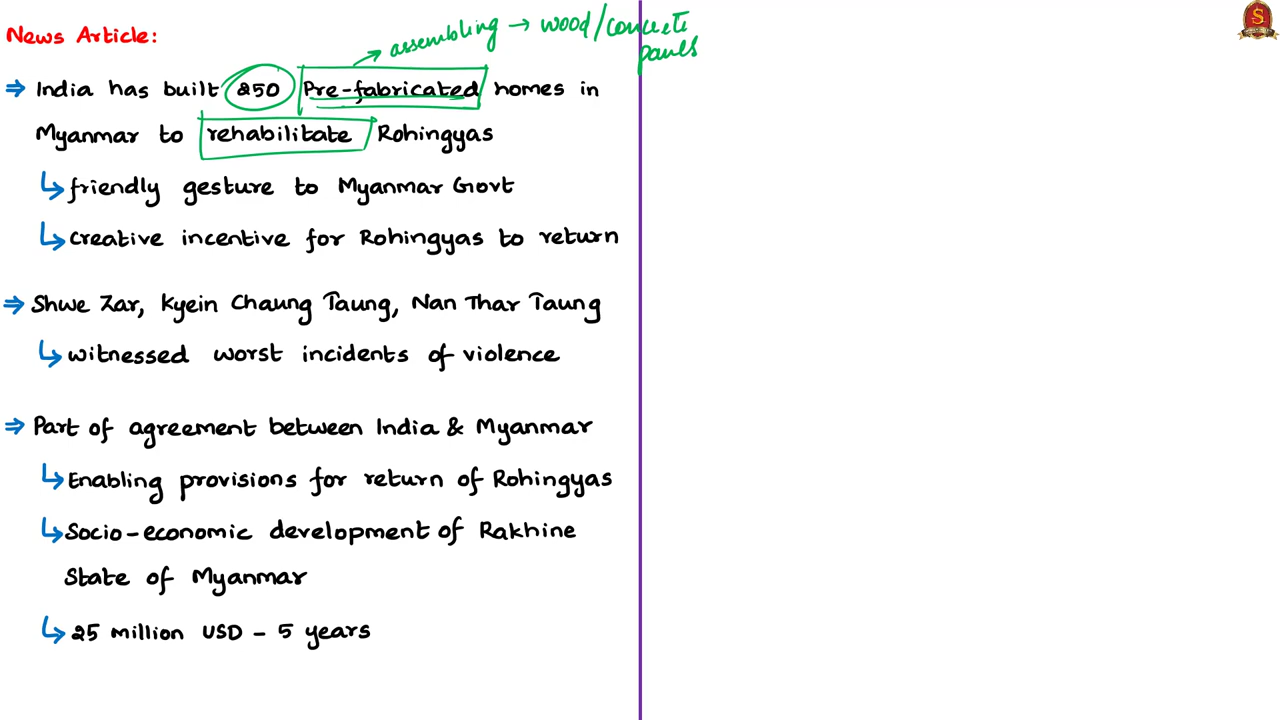 News Article:
assembling → wood/concrete
panels
⇒ India has built 250 Pre-fabricated homes in
Myanmar to rehabilitate Rohingyas
↳ friendly gesture to Myanmar Govt
↳ Creative incentive for Rohingyas to return
⇒ Shwe Zar, Kyein Chaung Taung, Nan Thar Taung
↳ witnessed worst incidents of violence
⇒ Part of agreement between India & Myanmar
↳ Enabling provisions for return of Rohingyas
↳ Socio-economic development of Rakhine
State of Myanmar
↳ 25 million USD - 5 years